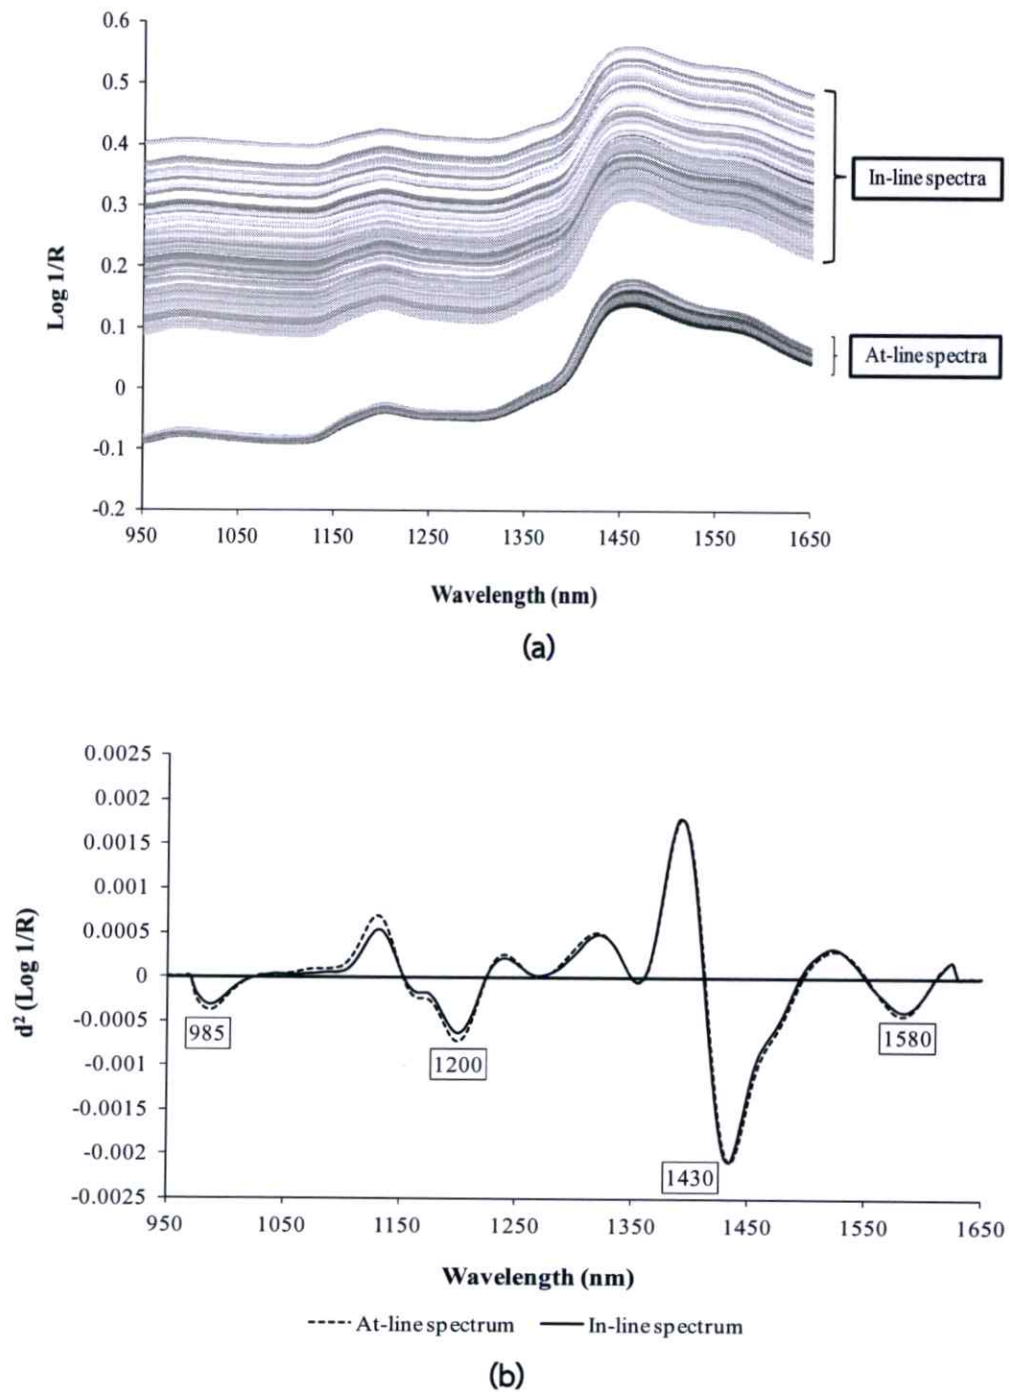 0.6
0.5
0.4
0.3
0.2
0.1
0
-0.1
-0.2
Log 1/R
In-line spectra
At-line spectra
950 1050 1150 1250 1350 1450 1550 1650
Wavelength (nm)
(a)
0.0025
0.002
0.0015
0.001
0.0005
0
-0.0005
-0.001
-0.0015
-0.002
-0.0025
d² (Log 1/R)
985
1200
1430
1580
950 1050 1150 1250 1350 1450 1550 1650
Wavelength (nm)
At-line spectrum In-line spectrum
(b)